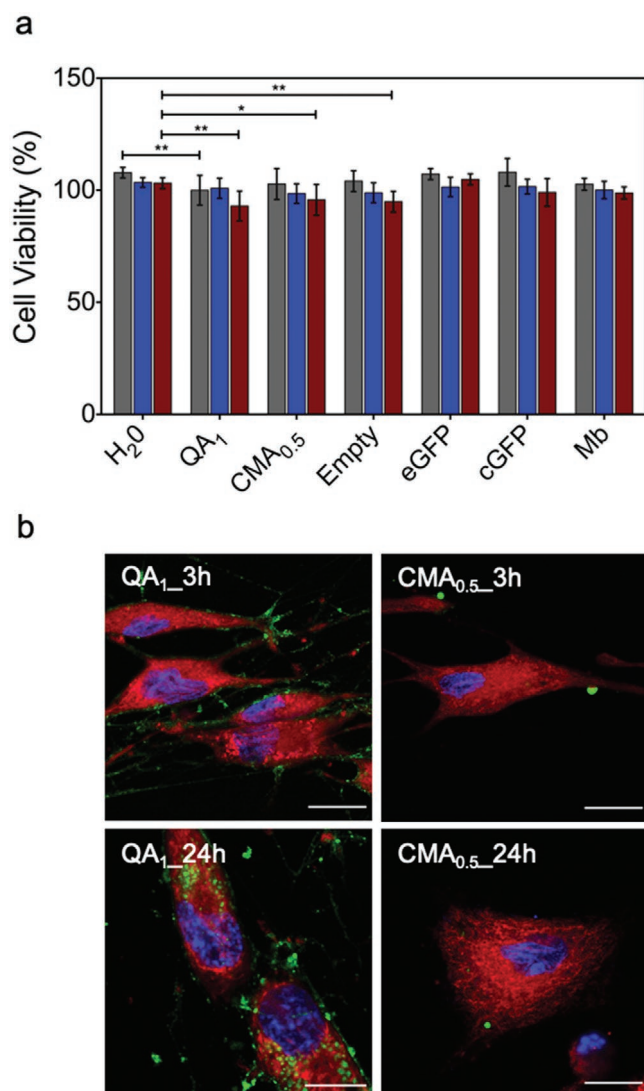 a
150
**
*
**
**
100
50
0
Cell Viability (%)
H₂0
QA₁
CMA₀.₅
Empty
eGFP
cGFP
Mb
b
QA₁_3h
CMA₀.₅_3h
QA₁_24h
CMA₀.₅_24h